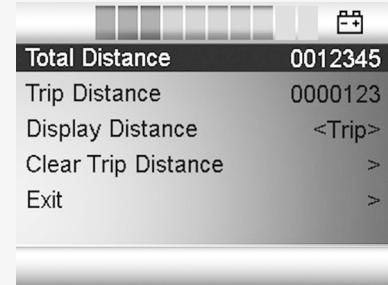 Total Distance 0012345
Trip Distance 0000123
Display Distance <Trip>
Clear Trip Distance >
Exit >